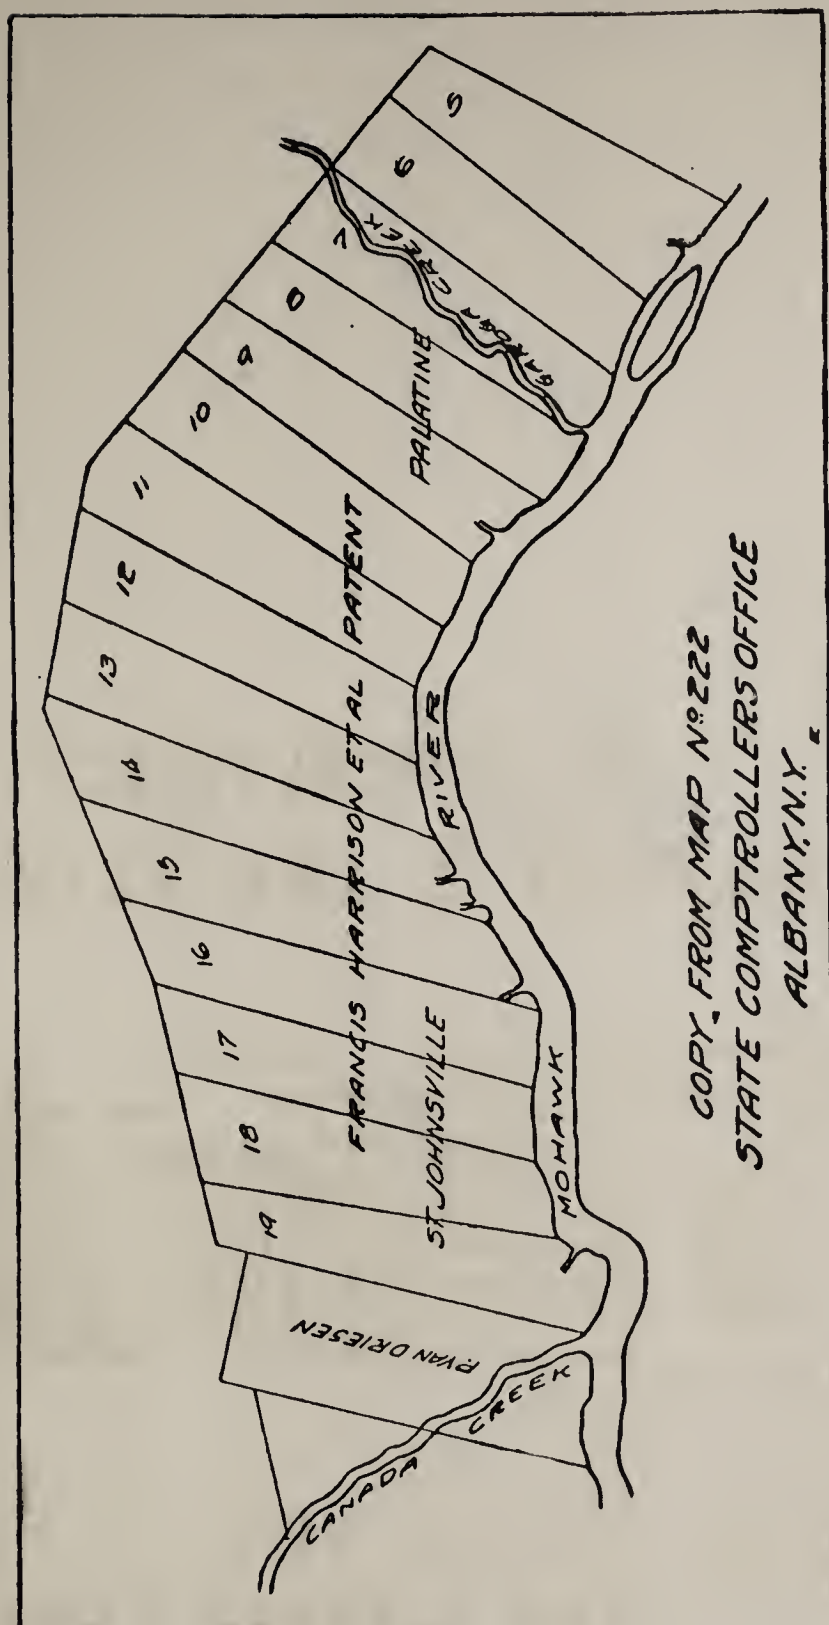 5
6
7
8
9
10
11
12
13
14
15
16
17
18
19
GAROGA CREEK
PALATINE
FRANCIS HARRISON ET AL PATENT
ST. JOHNSVILLE
P. VAN DRIESEN
CANADA CREEK
MOHAWK RIVER
COPY FROM MAP Nº 222
STATE COMPTROLLERS OFFICE
ALBANY, N.Y.